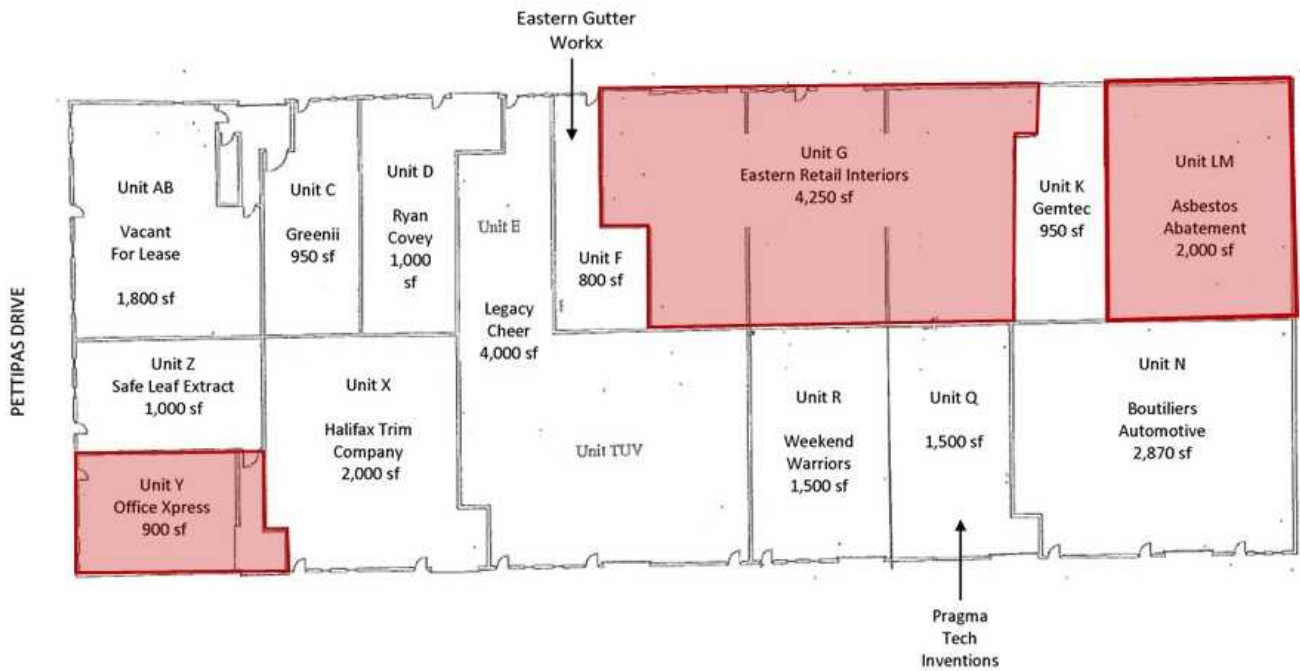 Eastern Gutter
Workx
PETTIPAS DRIVE
Unit AB
Vacant
For Lease
1,800 sf
Unit C
Greenii
950 sf
Unit D
Ryan
Covey
1,000
sf
Unit E
Legacy
Cheer
4,000 sf
Unit TUV
Unit F
800 sf
Unit G
Eastern Retail Interiors
4,250 sf
Unit K
Gemtec
950 sf
Unit LM
Asbestos
Abatement
2,000 sf
Unit Z
Safe Leaf Extract
1,000 sf
Unit Y
Office Xpress
900 sf
Unit X
Halifax Trim
Company
2,000 sf
Unit R
Weekend
Warriors
1,500 sf
Unit Q
1,500 sf
Unit N
Boutiliers
Automotive
2,870 sf
Pragma
Tech
Inventions